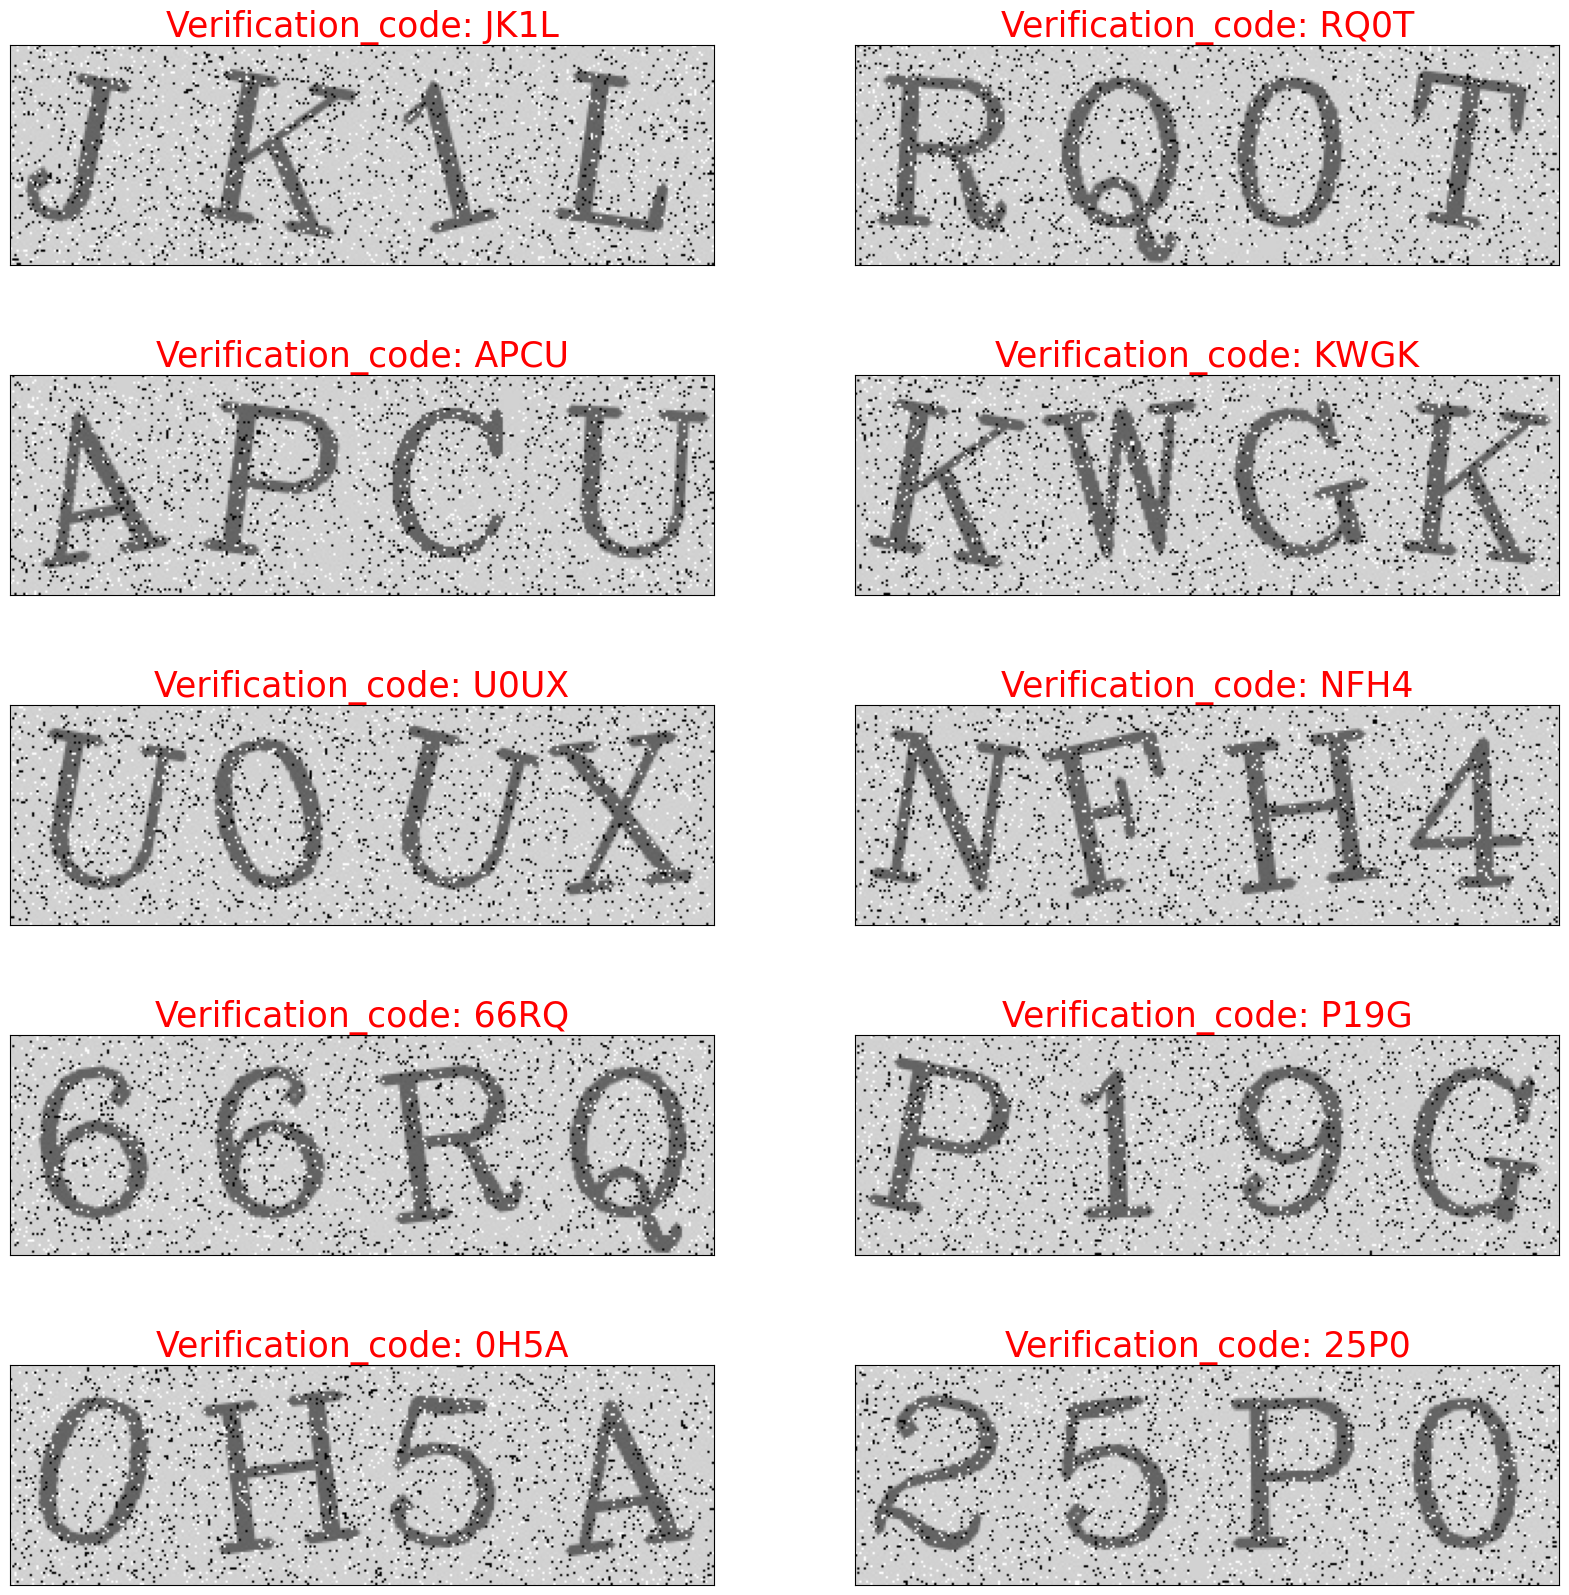 Verification_code: JK1L
JK1L
Verification_code: RQ0T
RQ0T
Verification_code: APCU
APCU
Verification_code: KWGK
KWGK
Verification_code: U0UX
U0UX
Verification_code: NFH4
NFH4
Verification_code: 66RQ
66RQ
Verification_code: P19G
P19G
Verification_code: 0H5A
0H5A
Verification_code: 25P0
25P0